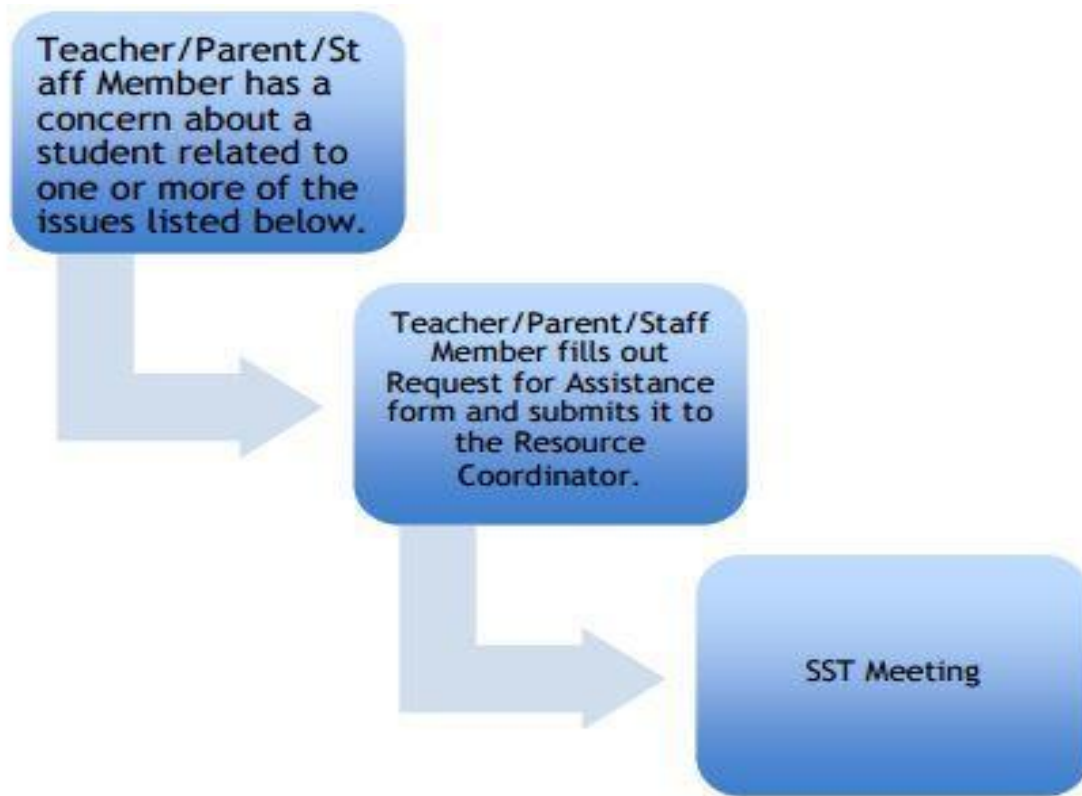 Teacher/Parent/St
aff Member has a
concern about a
student related to
one or more of the
issues listed below.
Teacher/Parent/Staff
Member fills out
Request for Assistance
form and submits it to
the Resource
Coordinator.
SST Meeting